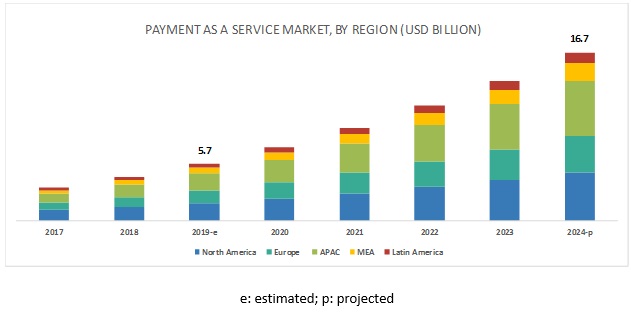 PAYMENT AS A SERVICE MARKET, BY REGION (USD BILLION)
16.7
5.7
2017 2018 2019-e 2020 2021 2022 2023 2024-p
North America Europe APAC MEA Latin America
e: estimated; p: projected